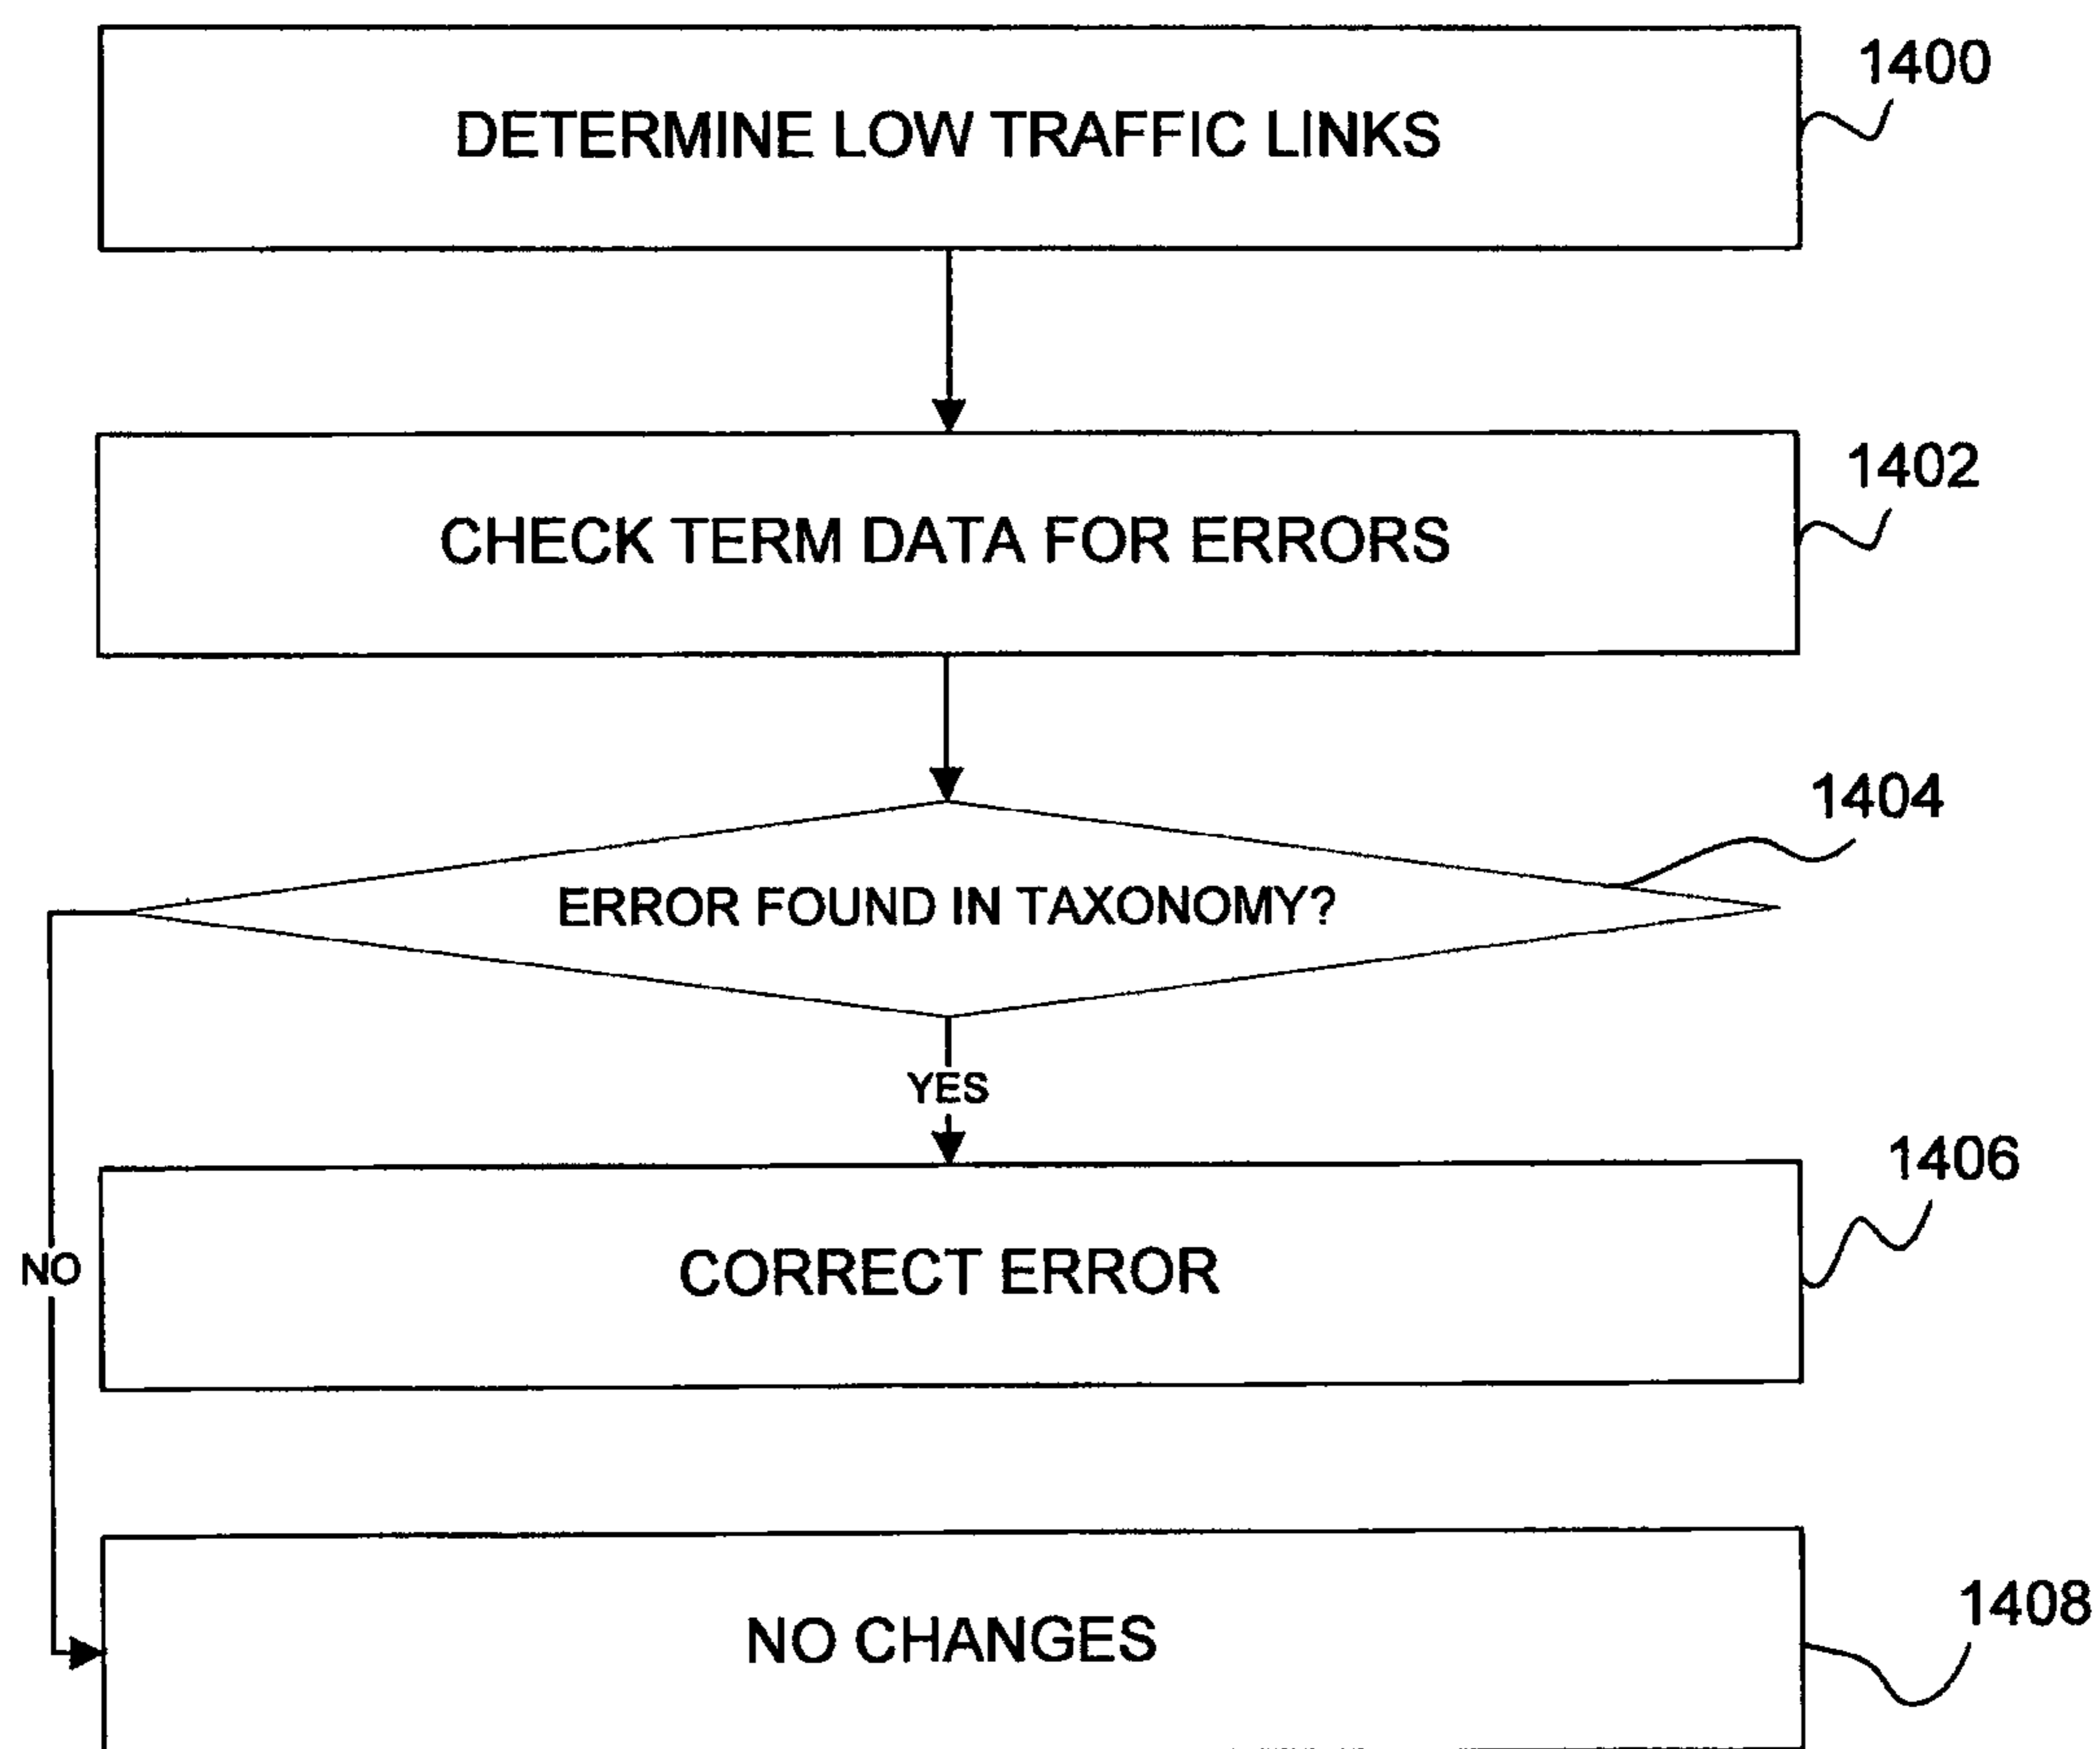 1400
DETERMINE LOW TRAFFIC LINKS
1402
CHECK TERM DATA FOR ERRORS
1404
ERROR FOUND IN TAXONOMY?
YES
1406
CORRECT ERROR
NO
1408
NO CHANGES